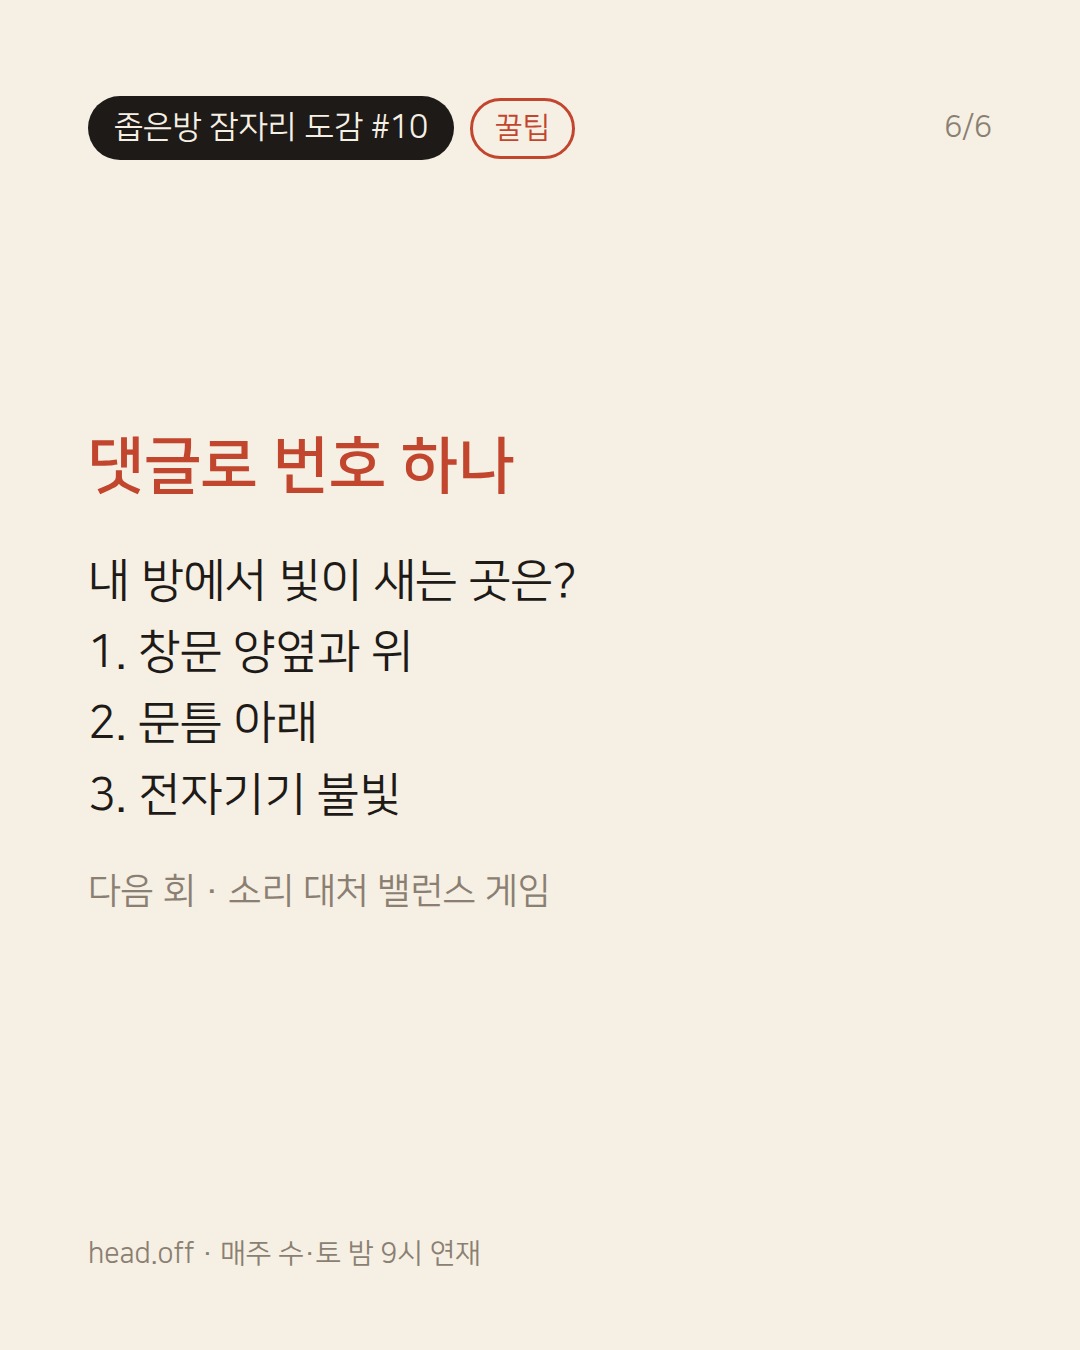 좁은방 잠자리 도감 #10
꿀팁
6/6
댓글로 번호 하나
내 방에서 빛이 새는 곳은?
1. 창문 양옆과 위
2. 문틈 아래
3. 전자기기 불빛
다음 회 · 소리 대처 밸런스 게임
head.off · 매주 수·토 밤 9시 연재